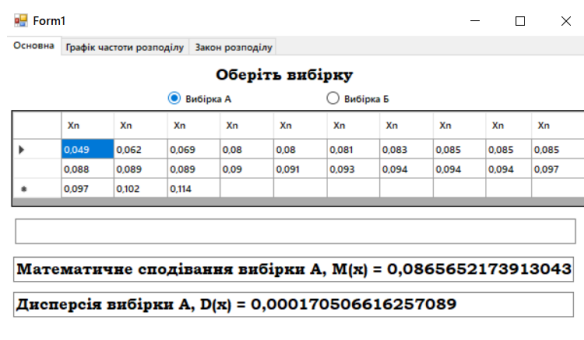 Form1
Основна Графік частоти розподілу Закон розподілу
Оберіть вибірку
Вибірка А Вибірка Б
Xn Xn Xn Xn Xn Xn Xn Xn Xn Xn
0,049 0,062 0,069 0,08 0,08 0,081 0,083 0,085 0,085 0,085
0,088 0,089 0,089 0,09 0,091 0,093 0,094 0,094 0,094 0,097
0,097 0,102 0,114
Математичне сподівання вибірки А, M(x) = 0,0865652173913043
Дисперсія вибірки А, D(x) = 0,000170506616257089